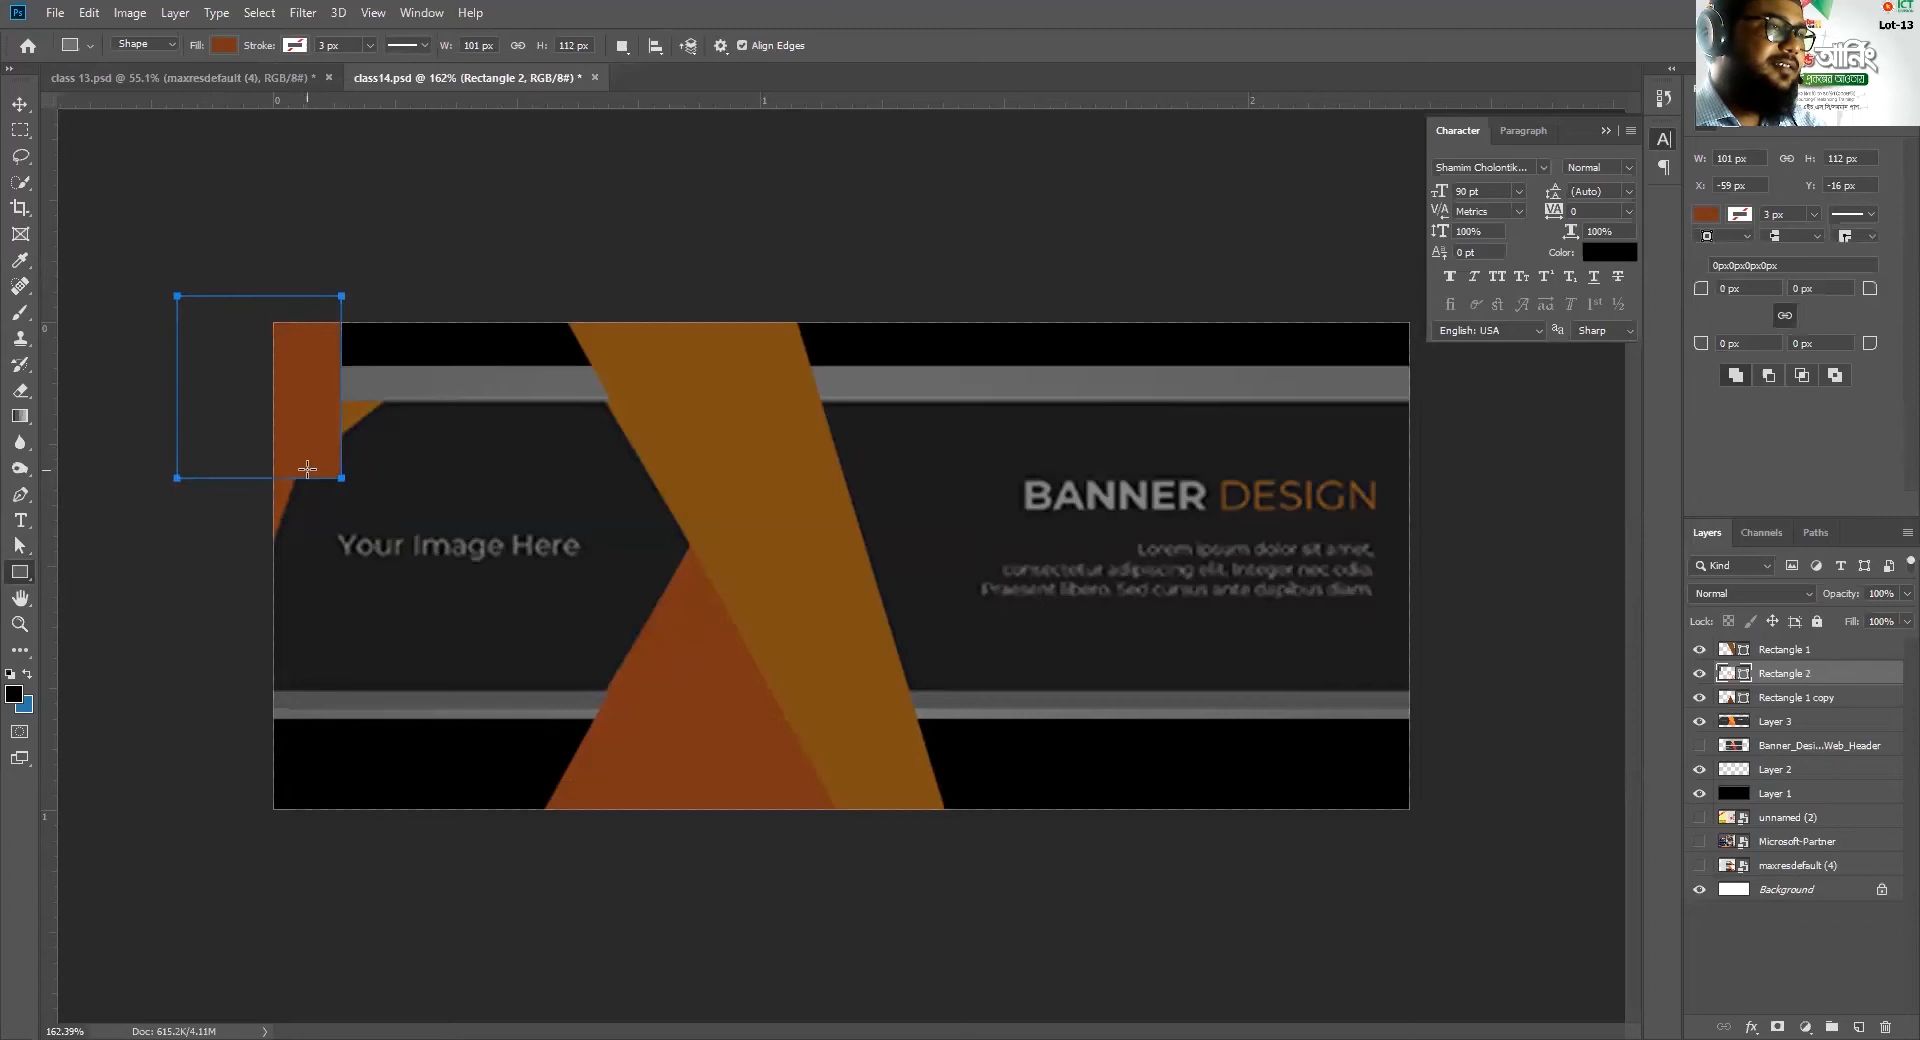 Ps File Edit Image Layer Type Select Filter 3D View Window Help
Shape Fill: Stroke: 3 px W: 101 px H: 112 px Align Edges
class 13.psd @ 55.1% (maxresdefault (4), RGB/8#) * × class14.psd @ 162% (Rectangle 2, RGB/8#) * ×
ICT
Lot-13
আর্নিং
0 1 2
0
1
Character Paragraph
Shamim Cholontik... Normal
90 pt (Auto)
Metrics 0
100% 100%
0 pt Color:
English: USA Sharp
W: 101 px H: 112 px
X: -59 px Y: -16 px
3 px
0px0px0px0px
0 px 0 px
0 px 0 px
BANNER DESIGN
Your Image Here
Lorem ipsum dolor sit amet,
consectetur adipiscing elit. Integer nec odio.
Praesent libero. Sed cursus ante dapibus diam.
Layers Channels Paths
Kind
Normal Opacity: 100%
Lock: Fill: 100%
Rectangle 1
Rectangle 2
Rectangle 1 copy
Layer 3
Banner_Desi...Web_Header
Layer 2
Layer 1
unnamed (2)
Microsoft-Partner
maxresdefault (4)
Background
162.39% Doc: 615.2K/4.11M